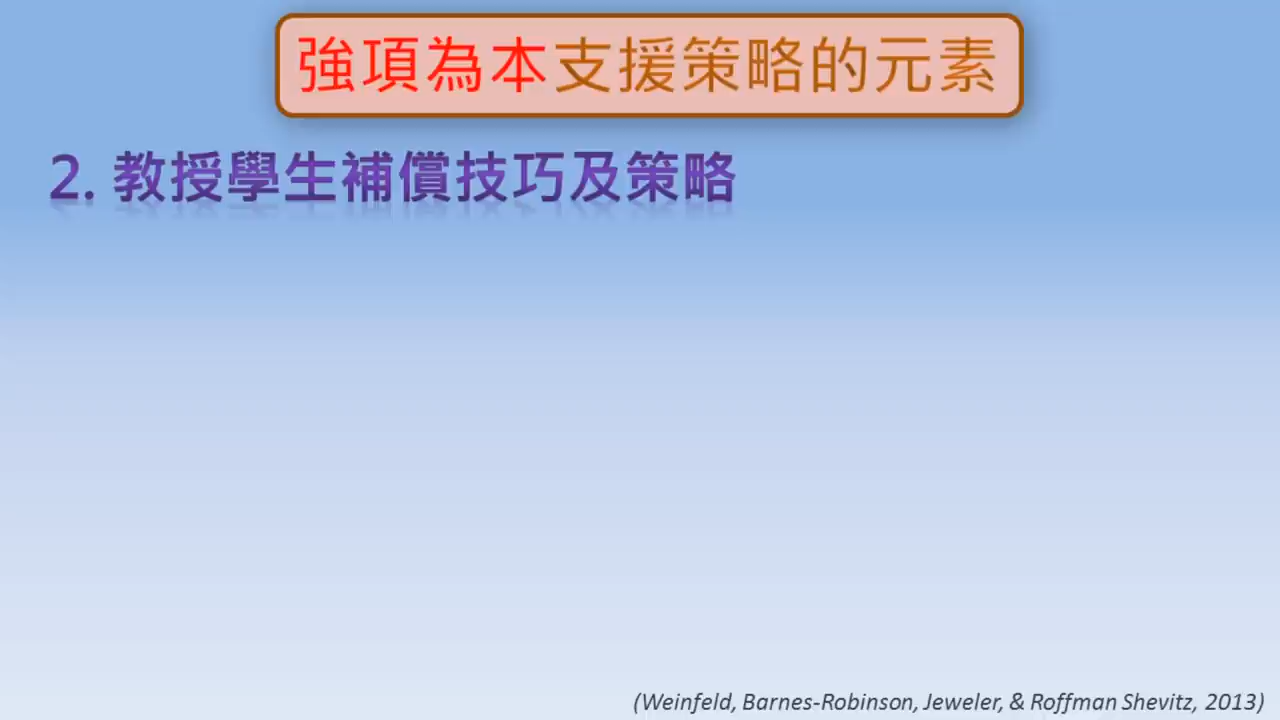 強項為本支援策略的元素
2. 教授學生補償技巧及策略
(Weinfeld, Barnes-Robinson, Jeweler, & Roffman Shevitz, 2013)